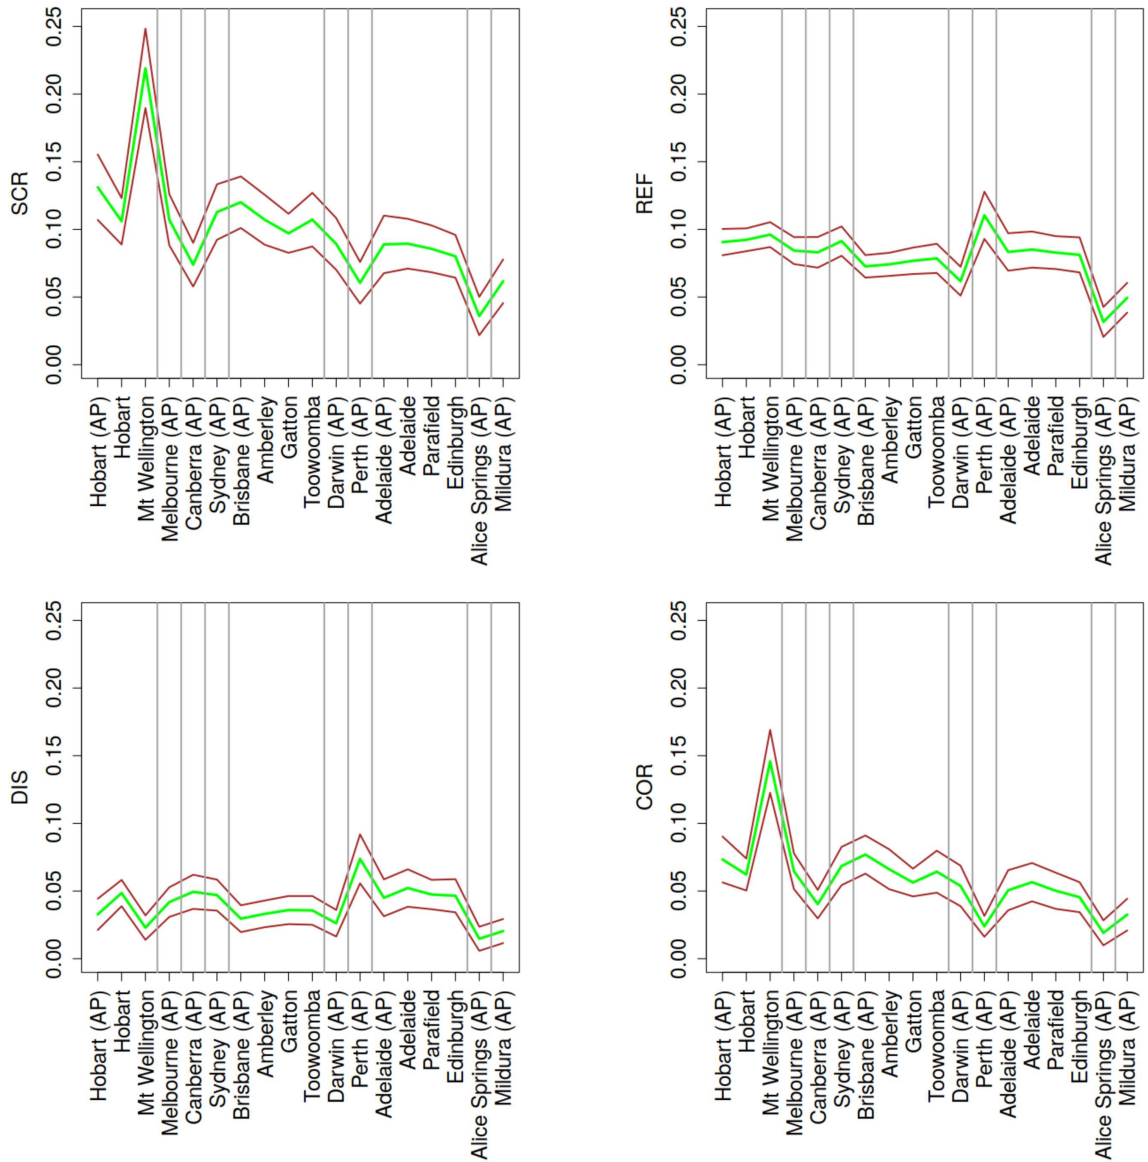 SCR
0.25
0.20
0.15
0.10
0.05
0.00
Hobart (AP)
Hobart
Mt Wellington
Melbourne (AP)
Canberra (AP)
Sydney (AP)
Brisbane (AP)
Amberley
Gatton
Toowoomba
Darwin (AP)
Perth (AP)
Adelaide (AP)
Adelaide
Parafield
Edinburgh
Alice Springs (AP)
Mildura (AP)
REF
0.25
0.20
0.15
0.10
0.05
0.00
Hobart (AP)
Hobart
Mt Wellington
Melbourne (AP)
Canberra (AP)
Sydney (AP)
Brisbane (AP)
Amberley
Gatton
Toowoomba
Darwin (AP)
Perth (AP)
Adelaide (AP)
Adelaide
Parafield
Edinburgh
Alice Springs (AP)
Mildura (AP)
DIS
0.25
0.20
0.15
0.10
0.05
0.00
Hobart (AP)
Hobart
Mt Wellington
Melbourne (AP)
Canberra (AP)
Sydney (AP)
Brisbane (AP)
Amberley
Gatton
Toowoomba
Darwin (AP)
Perth (AP)
Adelaide (AP)
Adelaide
Parafield
Edinburgh
Alice Springs (AP)
Mildura (AP)
COR
0.25
0.20
0.15
0.10
0.05
0.00
Hobart (AP)
Hobart
Mt Wellington
Melbourne (AP)
Canberra (AP)
Sydney (AP)
Brisbane (AP)
Amberley
Gatton
Toowoomba
Darwin (AP)
Perth (AP)
Adelaide (AP)
Adelaide
Parafield
Edinburgh
Alice Springs (AP)
Mildura (AP)